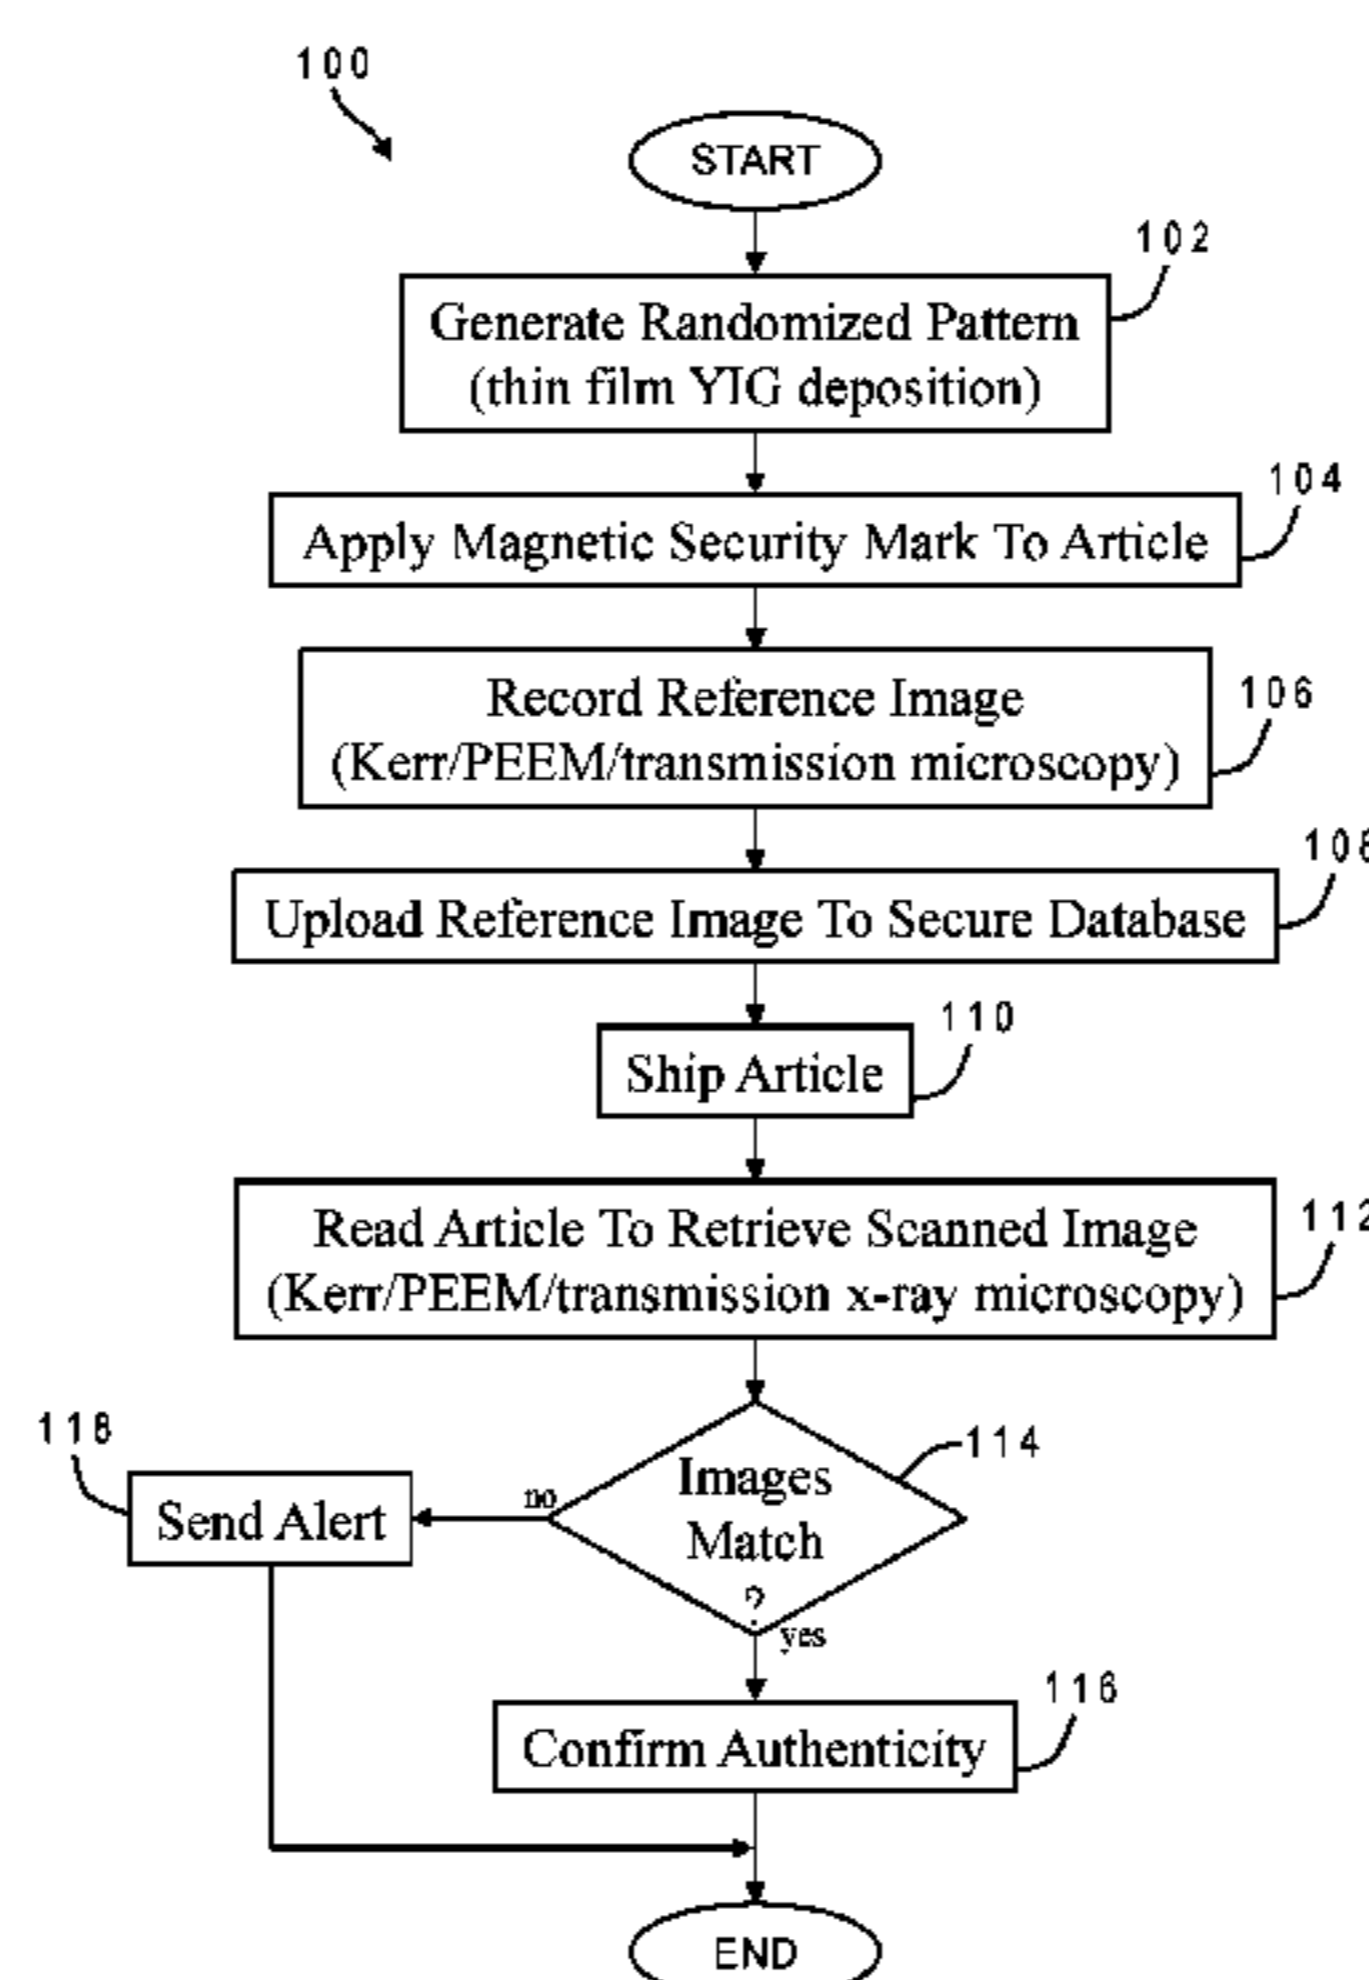 100
START
102
Generate Randomized Pattern
(thin film YIG deposition)
104
Apply Magnetic Security Mark To Article
106
Record Reference Image
(Kerr/PEEM/transmission microscopy)
108
Upload Reference Image To Secure Database
110
Ship Article
112
Read Article To Retrieve Scanned Image
(Kerr/PEEM/transmission x-ray microscopy)
114
Images
Match
?
no
yes
118
Send Alert
116
Confirm Authenticity
END